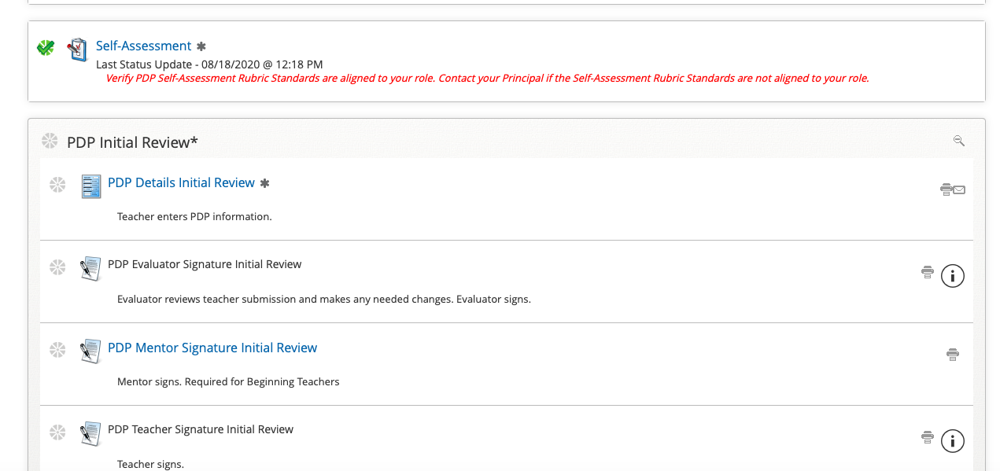 Self-Assessment ✱
Last Status Update - 08/18/2020 @ 12:18 PM
Verify PDP Self-Assessment Rubric Standards are aligned to your role. Contact your Principal if the Self-Assessment Rubric Standards are not aligned to your role.
PDP Initial Review*
PDP Details Initial Review ✱
Teacher enters PDP information.
PDP Evaluator Signature Initial Review
Evaluator reviews teacher submission and makes any needed changes. Evaluator signs.
PDP Mentor Signature Initial Review
Mentor signs. Required for Beginning Teachers
PDP Teacher Signature Initial Review
Teacher signs.